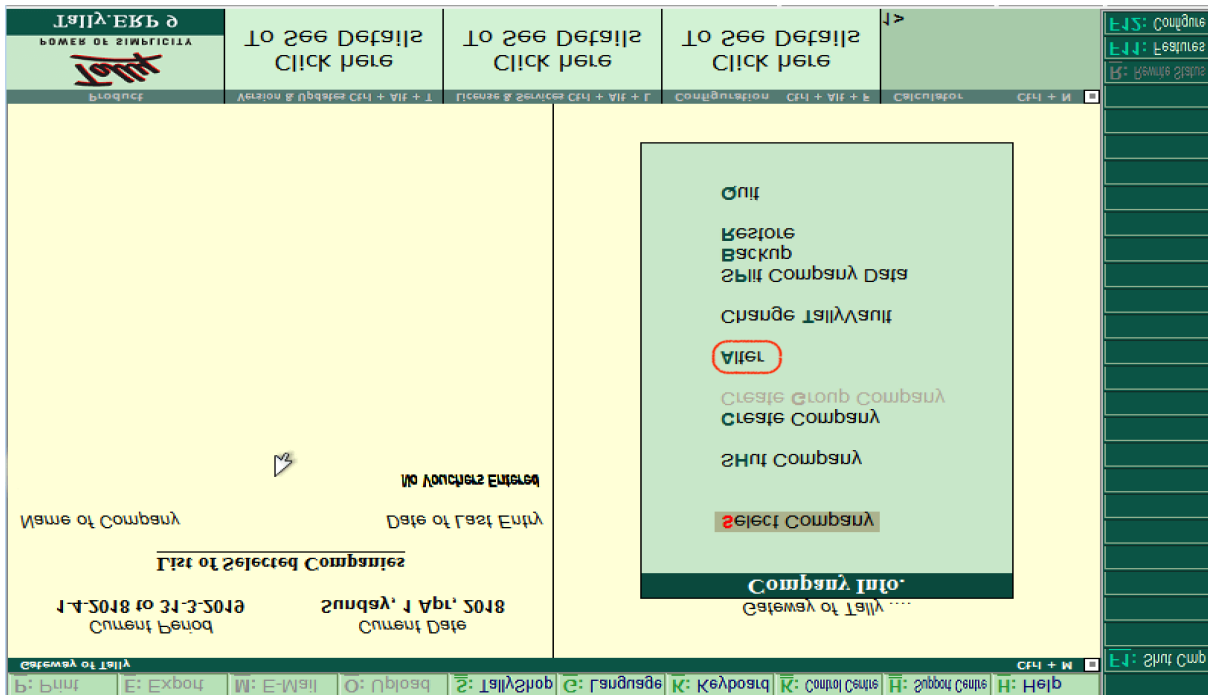 P: Print E: Export M: E-Mail O: Upload S: TallyShop G: Language K: Keyboard K: Control Centre H: Support Centre H: Help
Gateway of Tally Ctrl + M
F1: Shut Cmp
Current Period Current Date
1-4-2018 to 31-3-2019 Sunday, 1 Apr, 2018
List of Selected Companies
Name of Company Date of Last Entry
No Vouchers Entered
Gateway of Tally ....
Company Info.
Select Company
SHut Company
Create Company
Create Group Company
Alter
Change TallyVault
SPlit Company Data
Backup
Restore
Quit
Product Version & Updates Ctrl + Alt + T License & Services Ctrl + Alt + L Configuration Ctrl + Alt + F Calculator Ctrl + N
R: Rewrite Status
F11: Features
F12: Configure
Tally
POWER OF SIMPLICITY
Tally.ERP 9
Click here
To See Details
Click here
To See Details
Click here
To See Details
1>